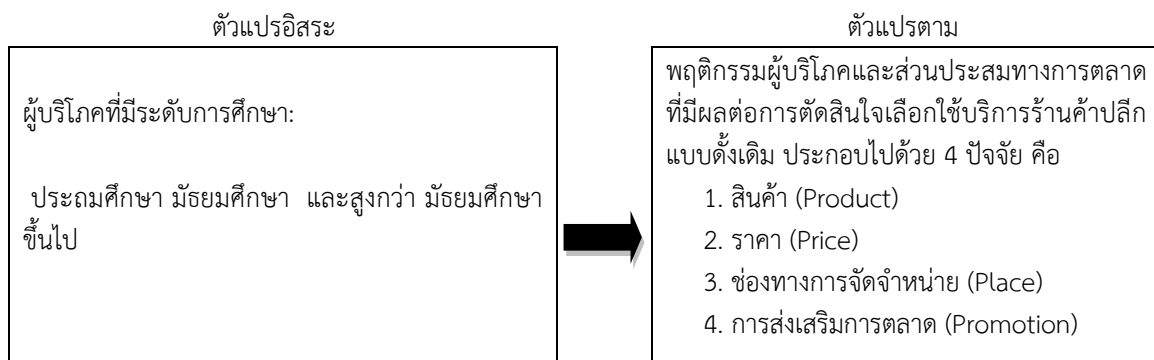 ตัวแปรอิสระ
ผู้บริโภคที่มีระดับการศึกษา:
ประถมศึกษา มัธยมศึกษา และสูงกว่า มัธยมศึกษา
ขึ้นไป
ตัวแปรตาม
พฤติกรรมผู้บริโภคและส่วนประสมทางการตลาด
ที่มีผลต่อการตัดสินใจเลือกใช้บริการร้านค้าปลีก
แบบดั้งเดิม ประกอบไปด้วย 4 ปัจจัย คือ
1. สินค้า (Product)
2. ราคา (Price)
3. ช่องทางการจัดจำหน่าย (Place)
4. การส่งเสริมการตลาด (Promotion)